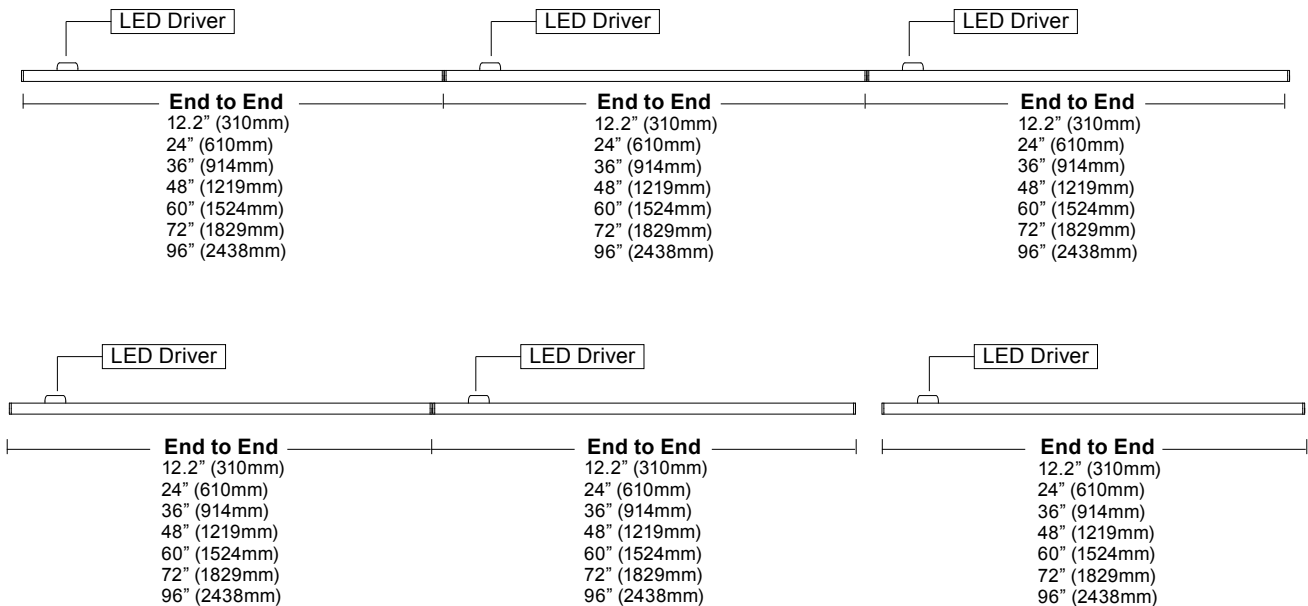 LED Driver
LED Driver
LED Driver
End to End
12.2” (310mm)
24” (610mm)
36” (914mm)
48” (1219mm)
60” (1524mm)
72” (1829mm)
96” (2438mm)
End to End
12.2” (310mm)
24” (610mm)
36” (914mm)
48” (1219mm)
60” (1524mm)
72” (1829mm)
96” (2438mm)
End to End
12.2” (310mm)
24” (610mm)
36” (914mm)
48” (1219mm)
60” (1524mm)
72” (1829mm)
96” (2438mm)
LED Driver
LED Driver
LED Driver
End to End
12.2” (310mm)
24” (610mm)
36” (914mm)
48” (1219mm)
60” (1524mm)
72” (1829mm)
96” (2438mm)
End to End
12.2” (310mm)
24” (610mm)
36” (914mm)
48” (1219mm)
60” (1524mm)
72” (1829mm)
96” (2438mm)
End to End
12.2” (310mm)
24” (610mm)
36” (914mm)
48” (1219mm)
60” (1524mm)
72” (1829mm)
96” (2438mm)